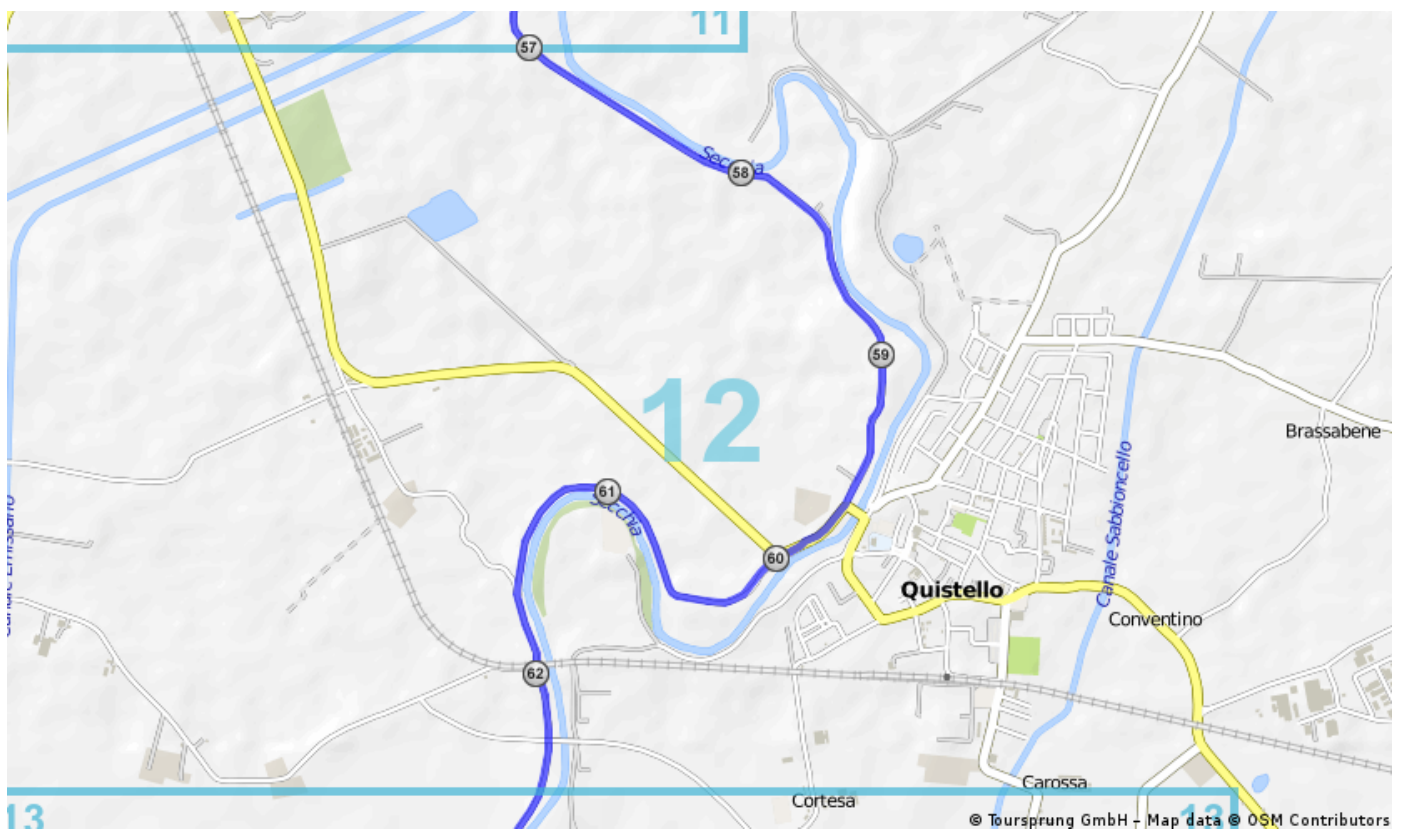 11
57
Secchia
58
59
12
Brassabene
61
Secchia
Canale Sabbioncello
60
Quistello
Conventino
62
Carossa
Cortesa
13
13
© Toursprung GmbH – Map data © OSM Contributors